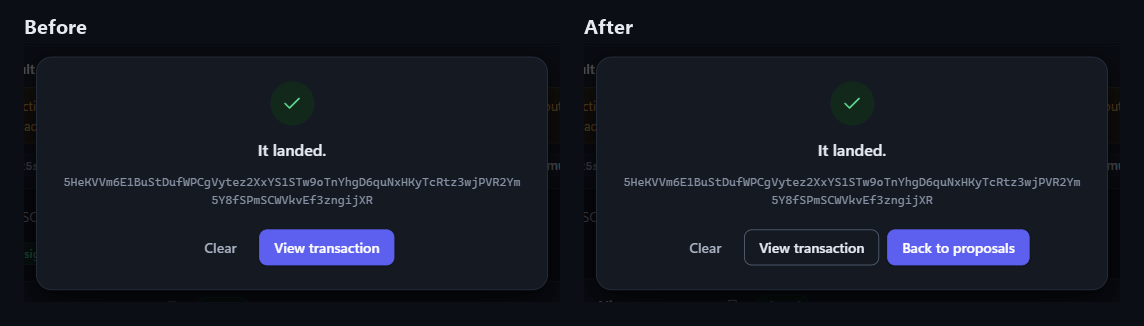 Before
After
It landed.
5HeKVVm6E1BuStDufWPCgVytez2XxYS1STw9oTnYhgD6quNxHKyTcRtz3wjPVR2Ym
5Y8fSPmSCWVkvEf3zngijXR
Clear
View transaction
It landed.
5HeKVVm6E1BuStDufWPCgVytez2XxYS1STw9oTnYhgD6quNxHKyTcRtz3wjPVR2Ym
5Y8fSPmSCWVkvEf3zngijXR
Clear
View transaction
Back to proposals